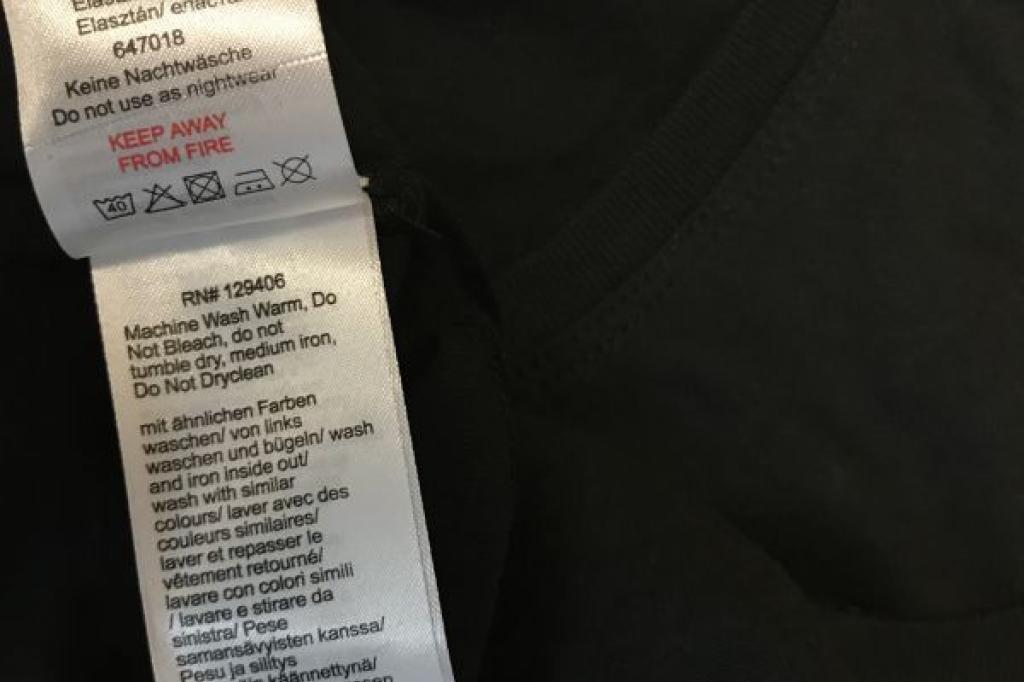 Elasztán/
647018
Keine Nachtwäsche
Do not use as nightwear
KEEP AWAY
FROM FIRE
40
RN# 129406
Machine Wash Warm, Do
Not Bleach, do not
tumble dry, medium iron,
Do Not Dryclean
mit ähnlichen Farben
waschen/ von links
waschen und bügeln/ wash
and iron inside out/
wash with similar
colours/ laver avec des
couleurs similaires/
laver et repasser le
vêtement retourné/
lavare con colori simili
/ lavare e stirare da
sinistra/ Pese
samansävyisten kanssa/
Pesu ja silitys
käännettynä/